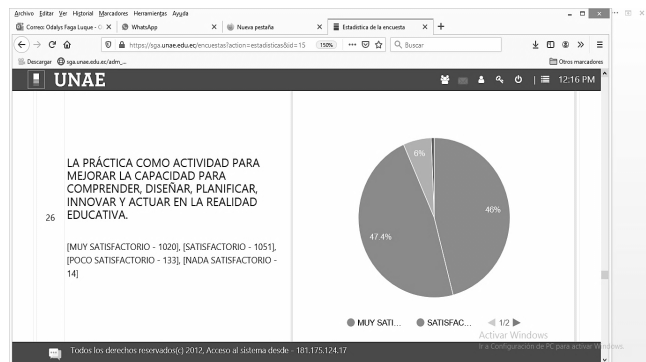 Archivo Editar Ver Historial Marcadores Herramientas Ayuda
Correo: Odalys Faga Luque - O
WhatsApp
Nueva pestaña
Estadística de la encuesta
https://sga.unae.edu.ec/encuestas?action=estadisticas&id=15
150%
Buscar
Descargar
sga.unae.edu.ec/adm_...
Otros marcadores
UNAE
12:16 PM
LA PRÁCTICA COMO ACTIVIDAD PARA
MEJORAR LA CAPACIDAD PARA
COMPRENDER, DISEÑAR, PLANIFICAR,
INNOVAR Y ACTUAR EN LA REALIDAD
26 EDUCATIVA.
[MUY SATISFACTORIO - 1020], [SATISFACTORIO - 1051],
[POCO SATISFACTORIO - 133], [NADA SATISFACTORIO -
14]
6%
46%
47.4%
MUY SATI...
SATISFAC...
1/2
Activar Windows
Ir a Configuración de PC para activar Windows.
Todos los derechos reservados(c) 2012, Acceso al sistema desde - 181.175.124.17